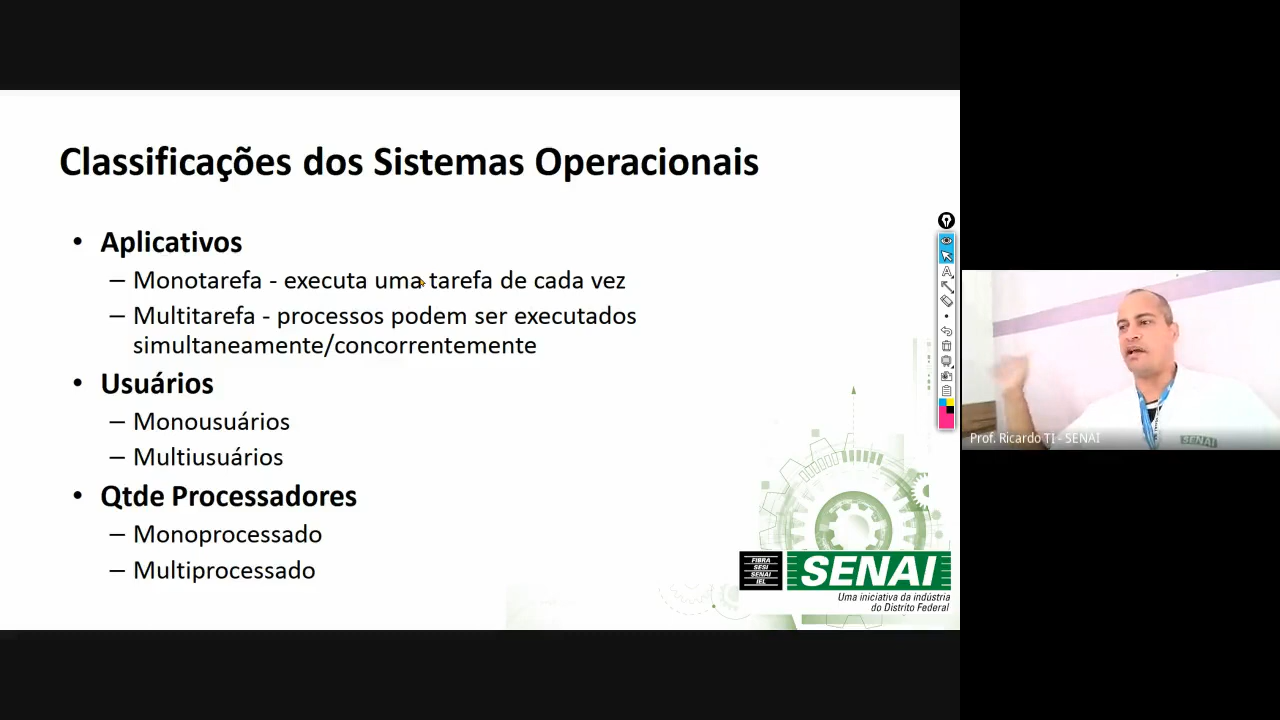 Classificações dos Sistemas Operacionais
• Aplicativos
– Monotarefa - executa uma tarefa de cada vez
– Multitarefa - processos podem ser executados
simultaneamente/concorrentemente
• Usuários
– Monousuários
– Multiusuários
• Qtde Processadores
– Monoprocessado
– Multiprocessado
FIBRA
SESI
SENAI
IEL
SENAI
Uma iniciativa da indústria
do Distrito Federal
A
Prof. Ricardo TI - SENAI
SENAI